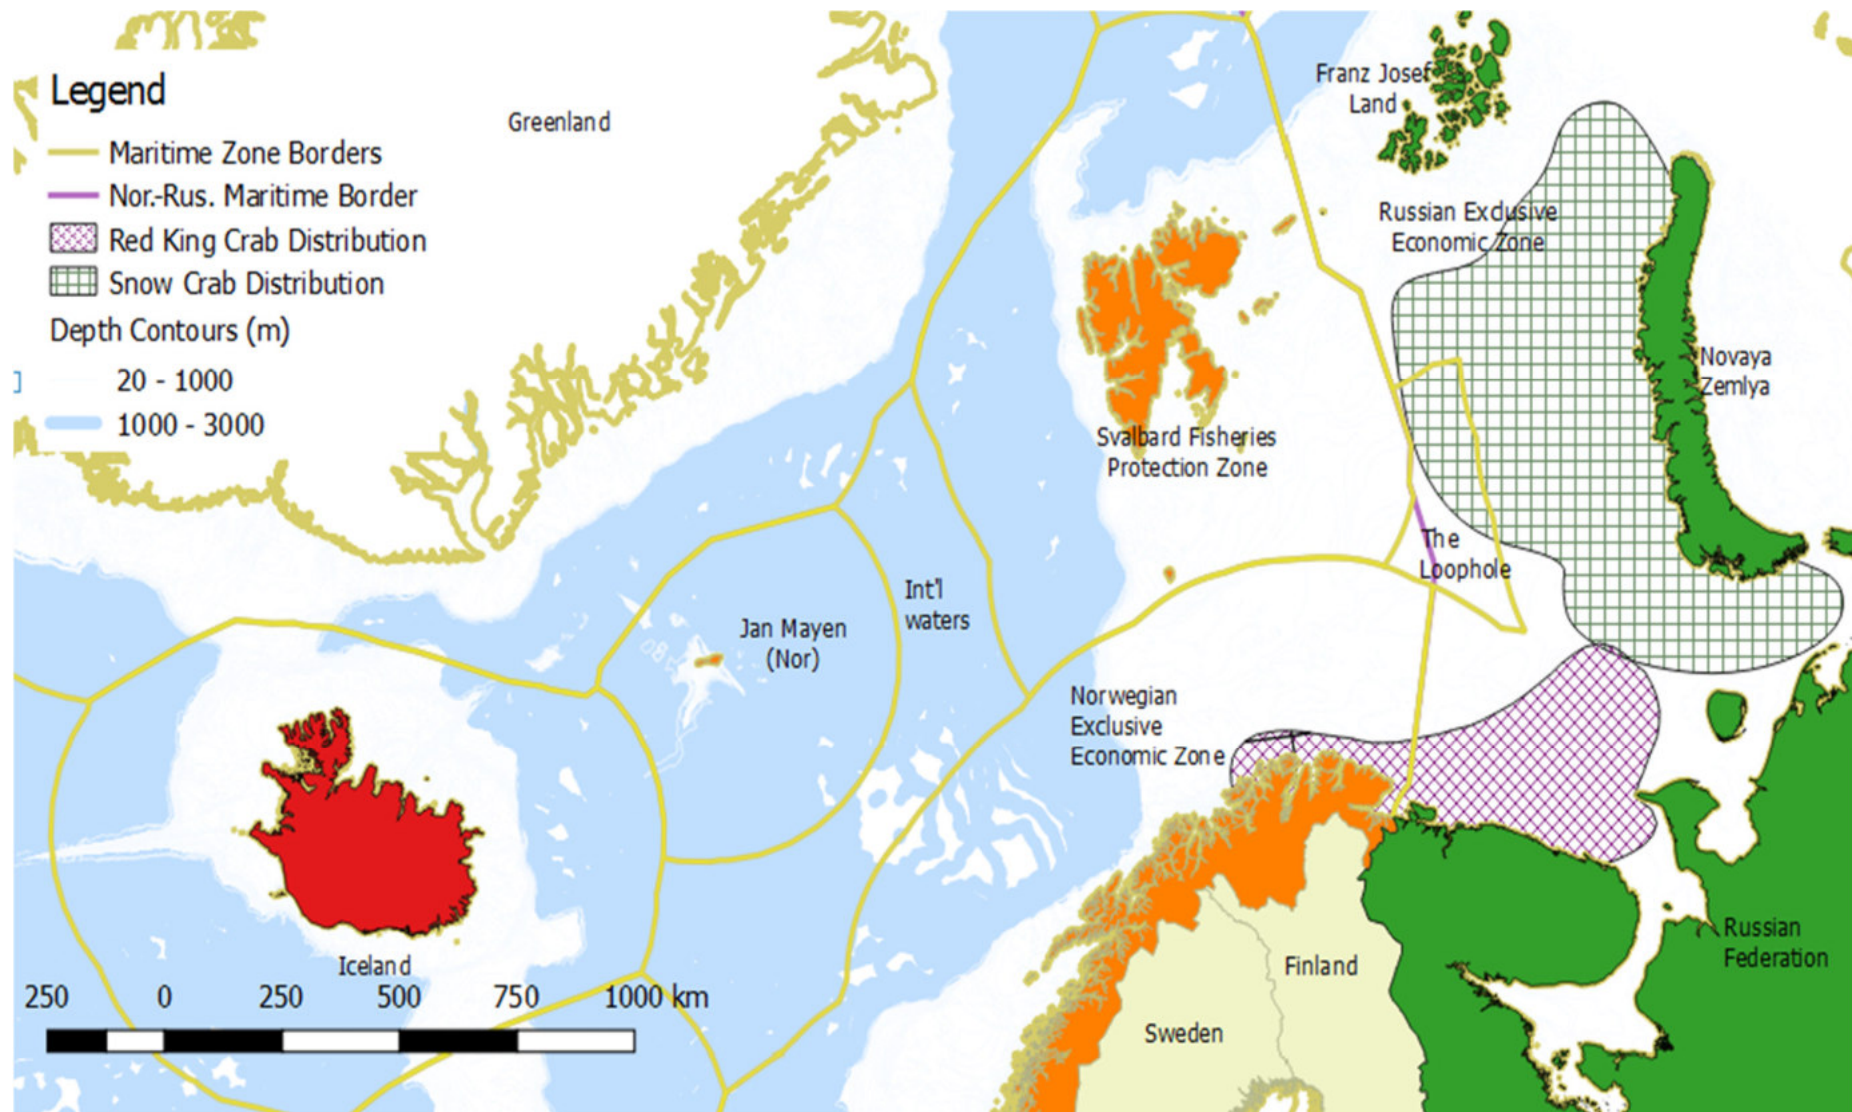 Legend
Maritime Zone Borders
Nor.-Rus. Maritime Border
Red King Crab Distribution
Snow Crab Distribution
Depth Contours (m)
20 - 1000
1000 - 3000
Greenland
Franz Josef
Land
Russian Exclusive
Economic Zone
Novaya
Zemlya
Svalbard Fisheries
Protection Zone
The
Loophole
Int'l
waters
Jan Mayen
(Nor)
Norwegian
Exclusive
Economic Zone
Iceland
Finland
Sweden
Russian
Federation
250 0 250 500 750 1000 km